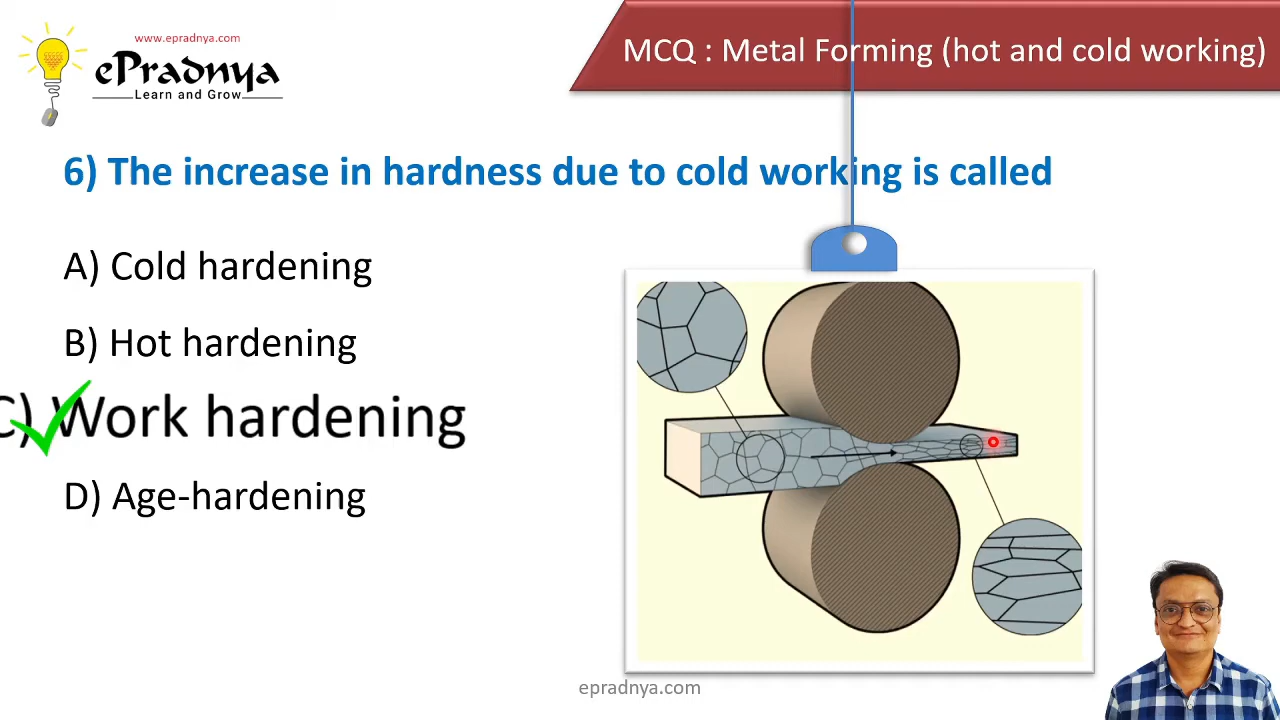 www.epradnya.com
ePradnya
Learn and Grow
MCQ : Metal Forming (hot and cold working)
6) The increase in hardness due to cold working is called
A) Cold hardening
B) Hot hardening
C) Work hardening
D) Age-hardening
epradnya.com